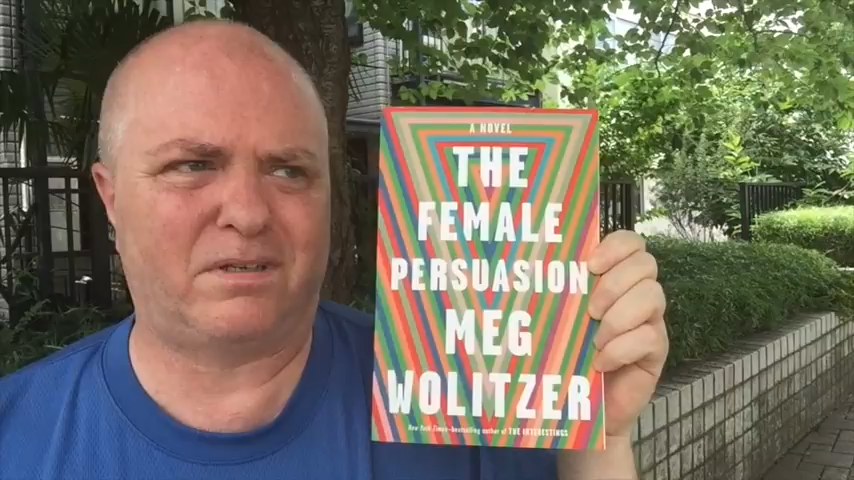 A NOVEL
THE
FEMALE
PERSUASION
MEG
WOLITZER
New York Times–bestselling author of THE INTERESTINGS